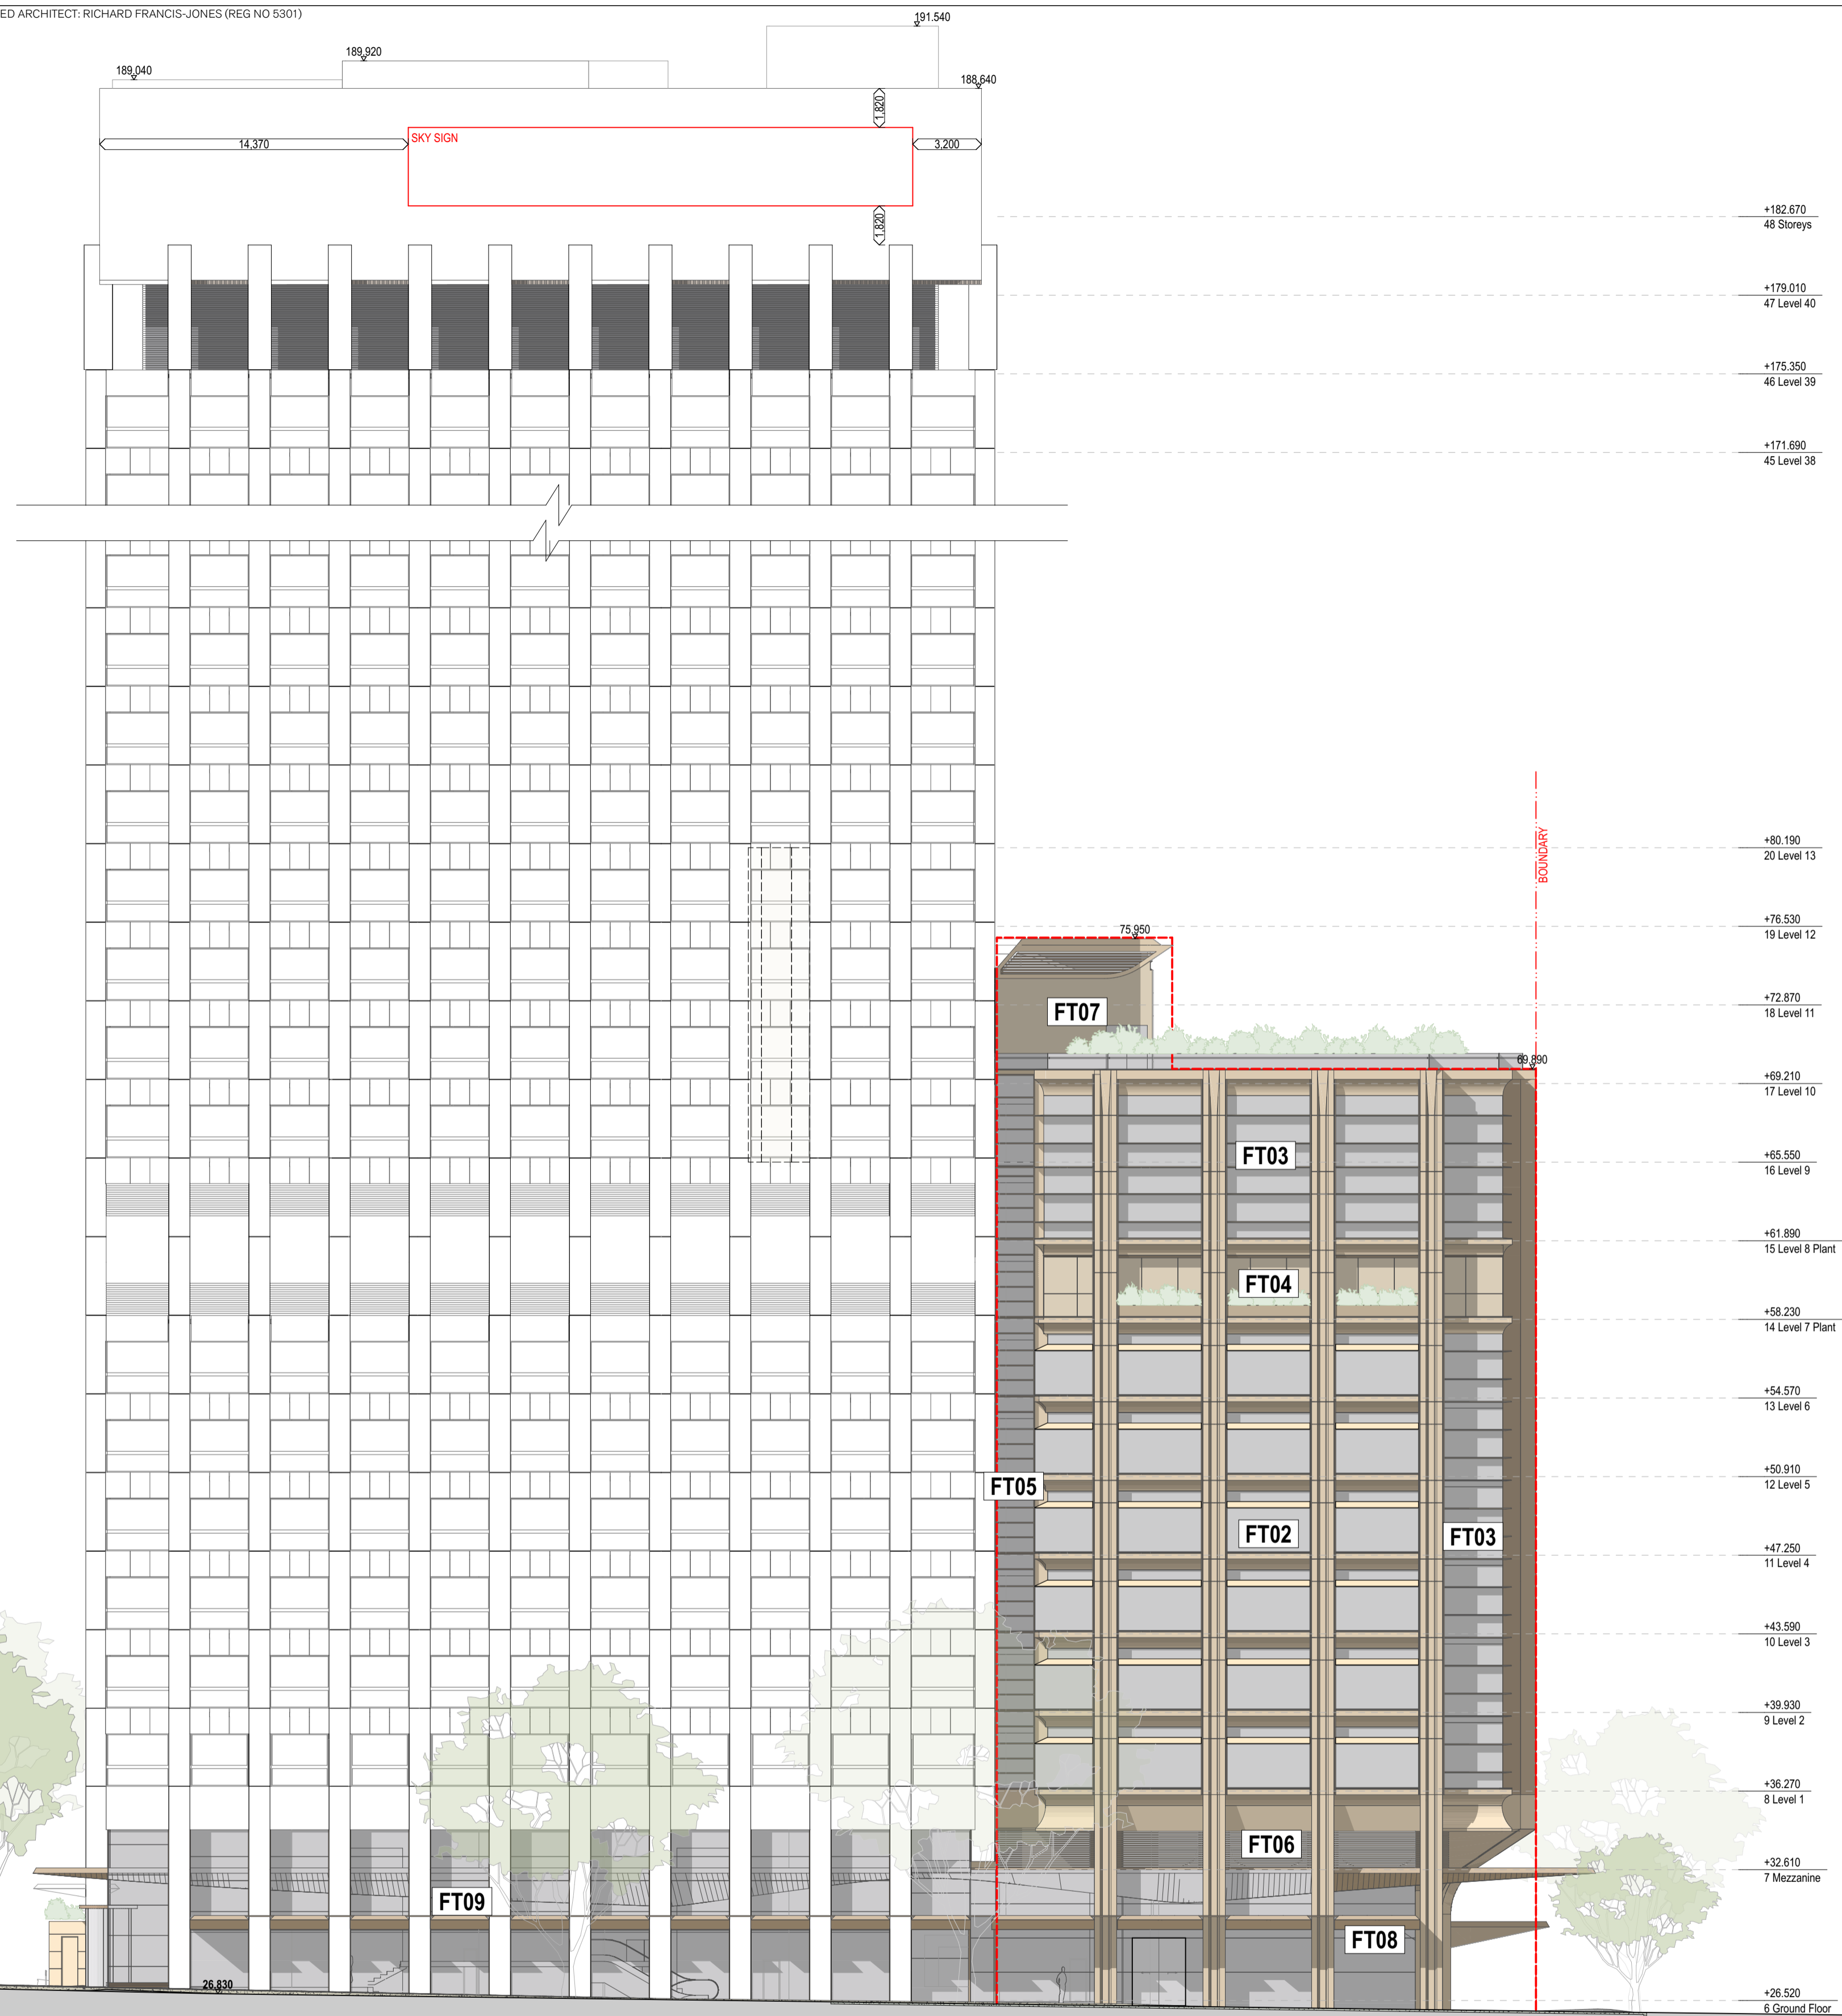 ED ARCHITECT: RICHARD FRANCIS-JONES (REG NO 5301)
191.540
189.920
189.040
188.640
1,820
SKY SIGN
14,370
3,200
1,820
+182.670
48 Storeys
+179.010
47 Level 40
+175.350
46 Level 39
+171.690
45 Level 38
BOUNDARY
+80.190
20 Level 13
+76.530
19 Level 12
75.950
FT07
+72.870
18 Level 11
69.890
+69.210
17 Level 10
FT03
+65.550
16 Level 9
+61.890
15 Level 8 Plant
FT04
+58.230
14 Level 7 Plant
+54.570
13 Level 6
FT05
+50.910
12 Level 5
FT02
FT03
+47.250
11 Level 4
+43.590
10 Level 3
+39.930
9 Level 2
+36.270
8 Level 1
FT06
+32.610
7 Mezzanine
FT09
FT08
26.830
+26.520
6 Ground Floor